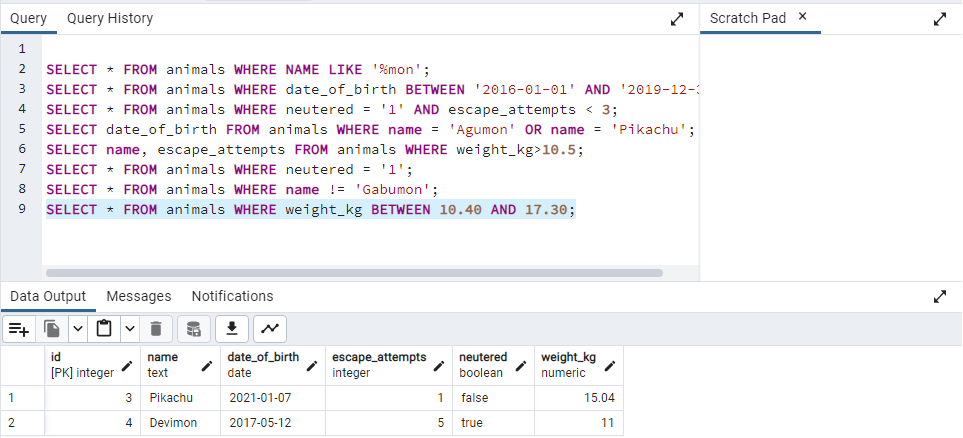 Query Query History Scratch Pad ×
1
2 SELECT * FROM animals WHERE NAME LIKE '%mon';
3 SELECT * FROM animals WHERE date_of_birth BETWEEN '2016-01-01' AND '2019-12-
4 SELECT * FROM animals WHERE neutered = '1' AND escape_attempts < 3;
5 SELECT date_of_birth FROM animals WHERE name = 'Agumon' OR name = 'Pikachu';
6 SELECT name, escape_attempts FROM animals WHERE weight_kg>10.5;
7 SELECT * FROM animals WHERE neutered = '1';
8 SELECT * FROM animals WHERE name != 'Gabumon';
9 SELECT * FROM animals WHERE weight_kg BETWEEN 10.40 AND 17.30;
Data Output Messages Notifications
id name date_of_birth escape_attempts neutered weight_kg
[PK] integer text date integer boolean numeric
1 3 Pikachu 2021-01-07 1 false 15.04
2 4 Devimon 2017-05-12 5 true 11